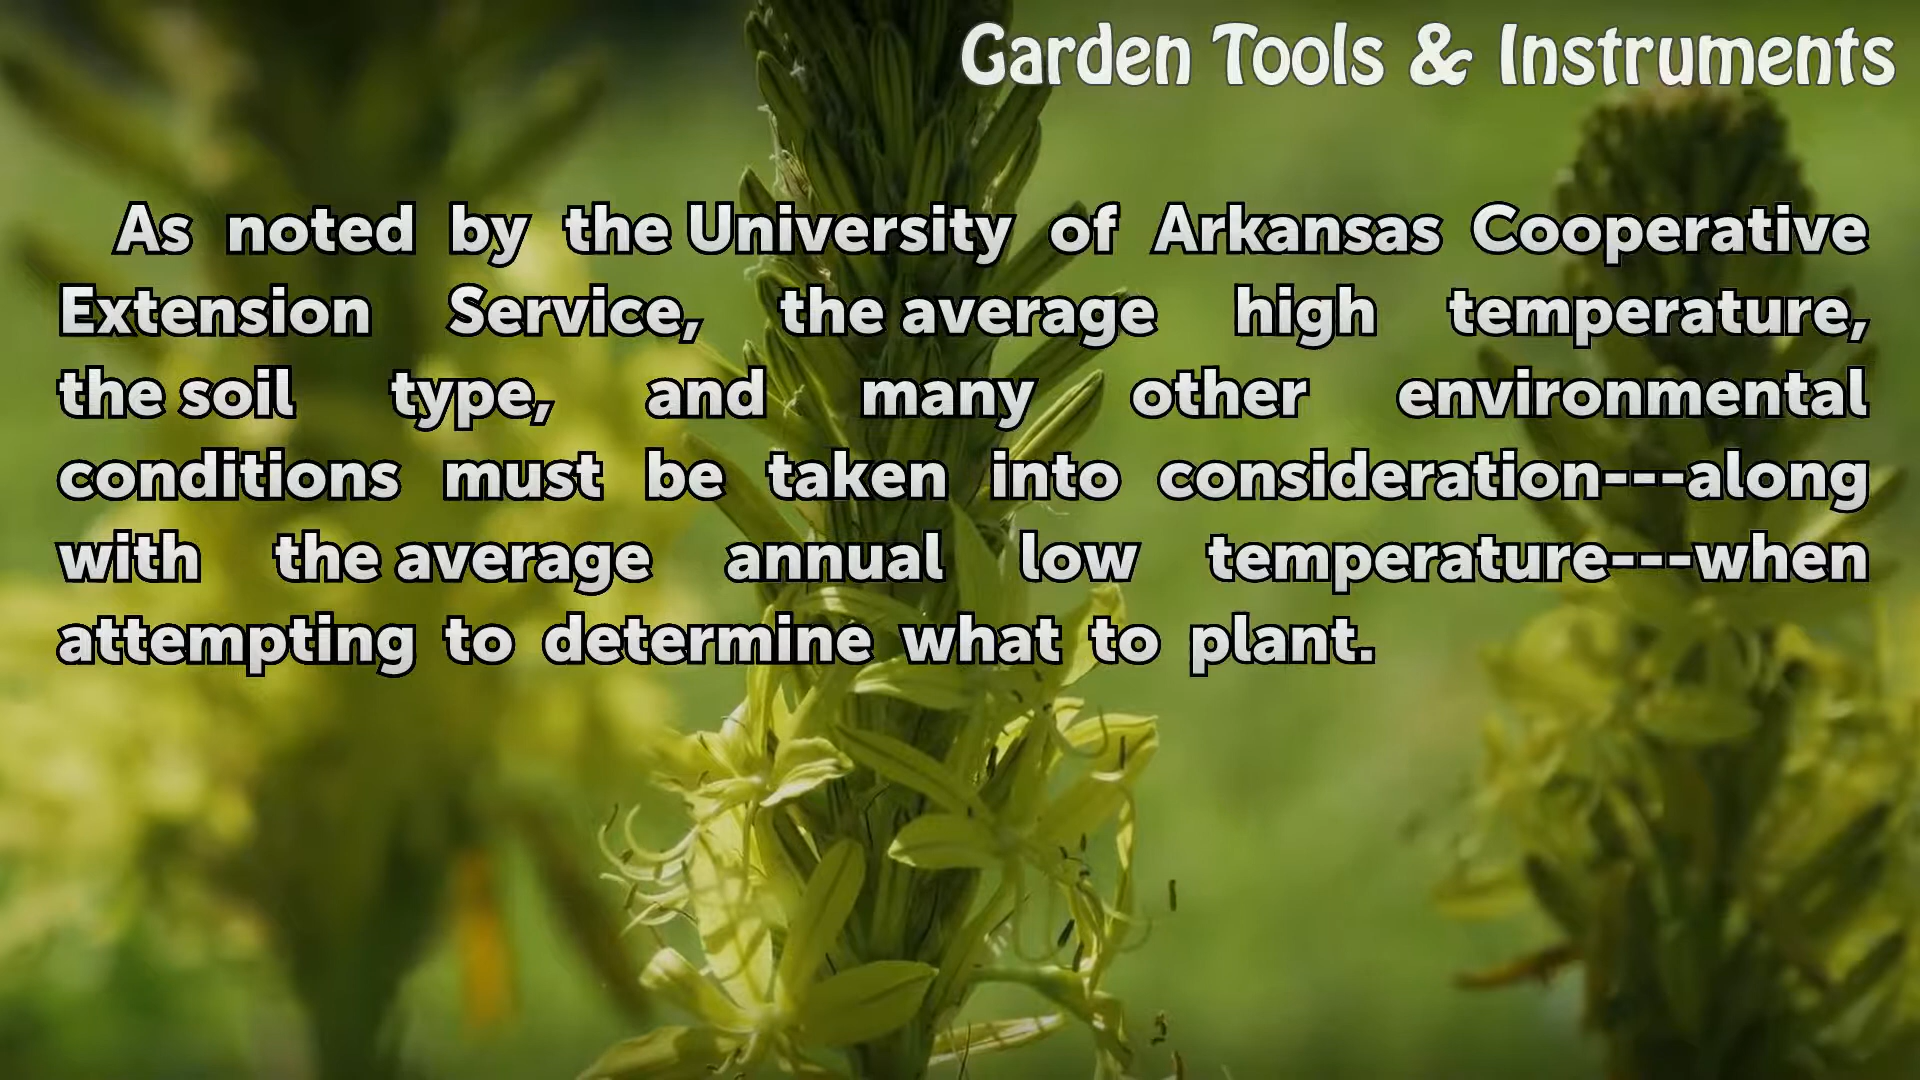 Garden Tools & Instruments
As noted by the University of Arkansas Cooperative
Extension Service, the average high temperature,
the soil type, and many other environmental
conditions must be taken into consideration---along
with the average annual low temperature---when
attempting to determine what to plant.